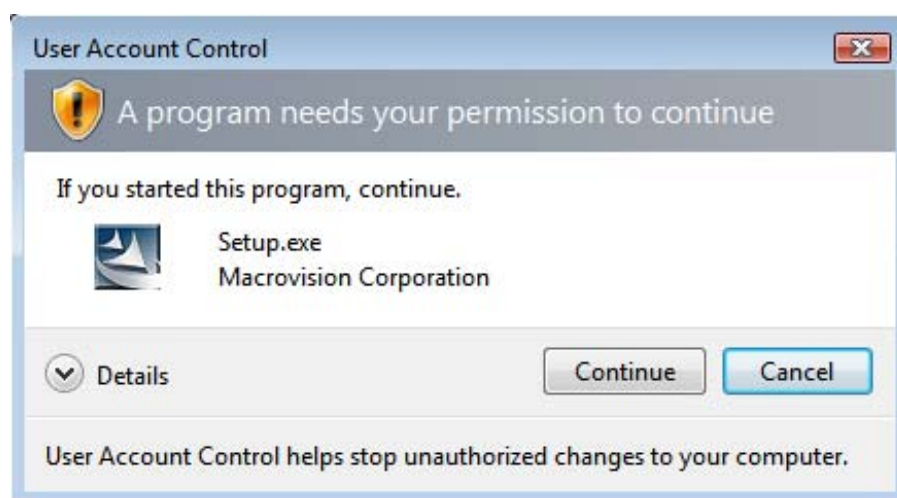 User Account Control
A program needs your permission to continue
If you started this program, continue.
Setup.exe
Macrovision Corporation
Details
Continue
Cancel
User Account Control helps stop unauthorized changes to your computer.